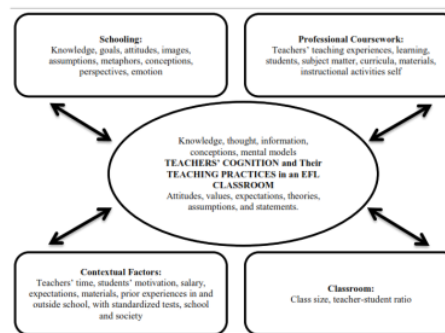 Schooling:
Knowledge, goals, attitudes, images,
assumptions, metaphors, conceptions,
perspectives, emotion
Professional Coursework:
Teachers' teaching experiences, learning,
students, subject matter, curricula, materials,
instructional activities self
Knowledge, thought, information,
conceptions, mental models
TEACHERS' COGNITION and Their
TEACHING PRACTICES in an EFL
CLASSROOM
Attitudes, values, expectations, theories,
assumptions, and statements.
Contextual Factors:
Teachers' time, students' motivation, salary,
expectations, materials, prior experiences in and
outside school, with standardized tests, school
and society
Classroom:
Class size, teacher-student ratio